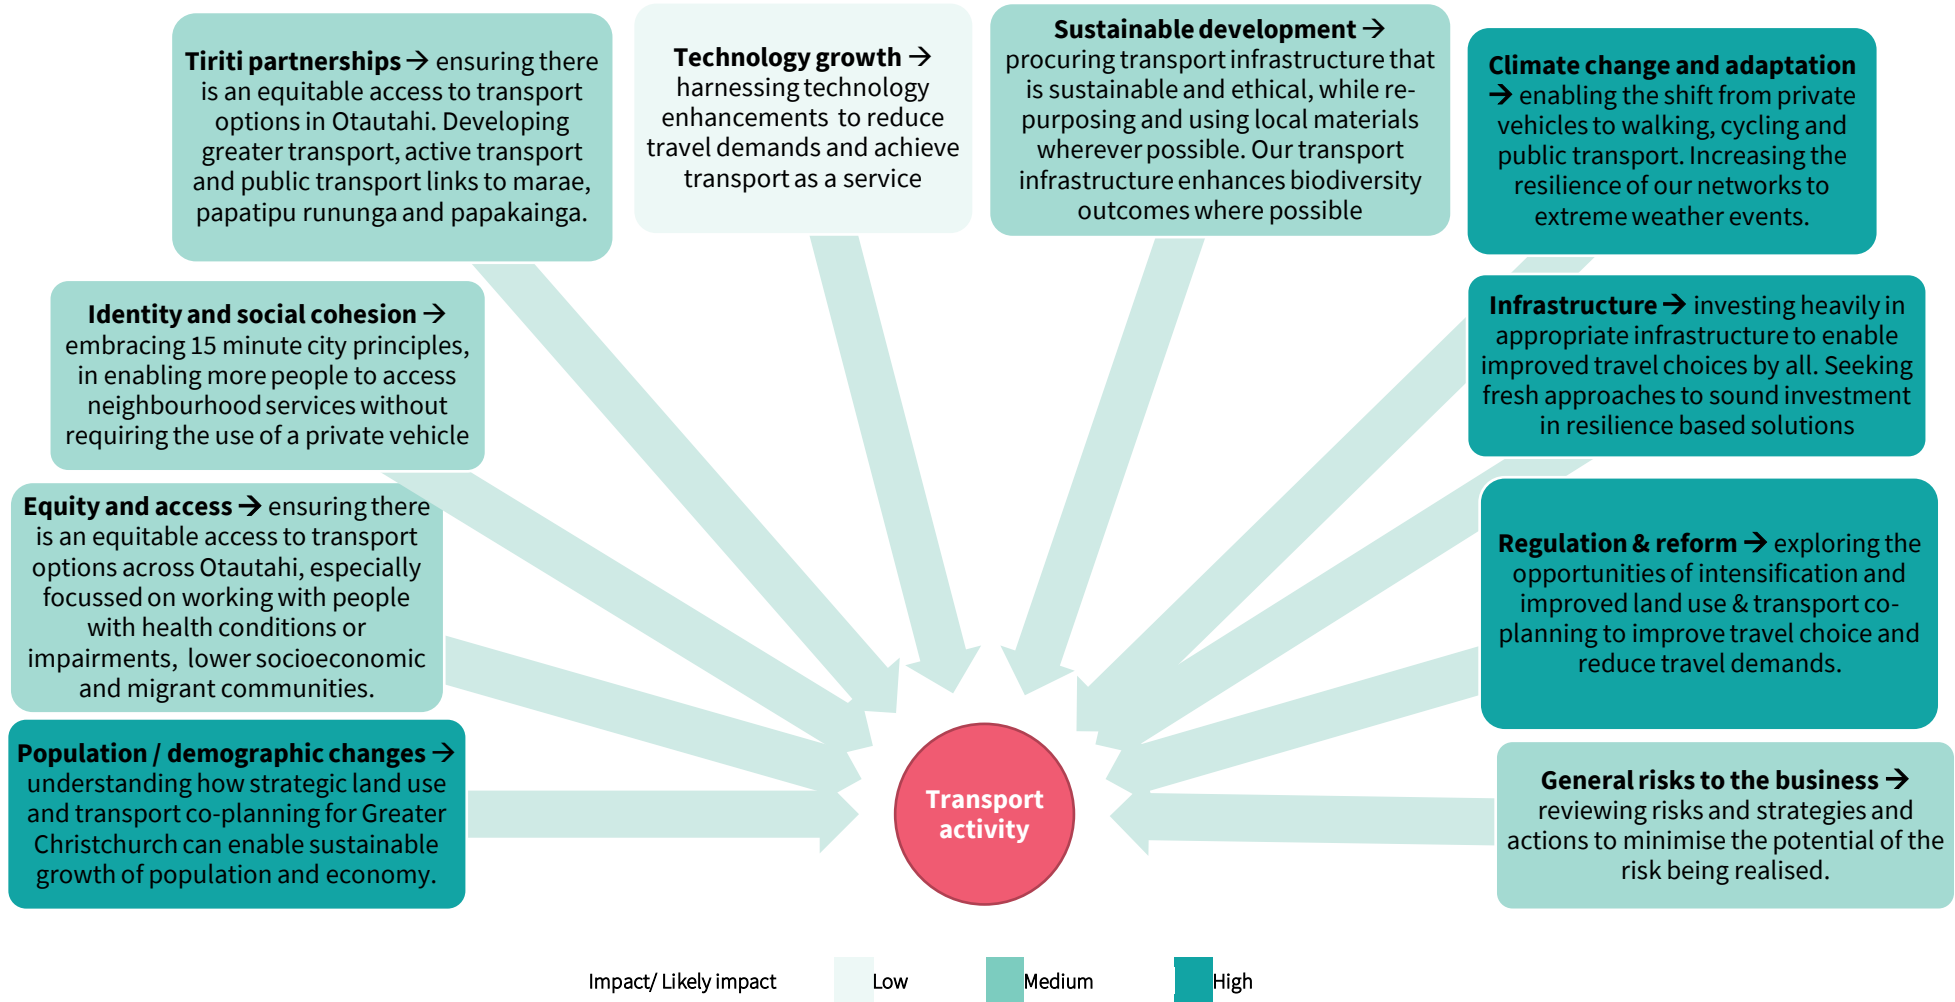 Tiriti partnerships → ensuring there
is an equitable access to transport
options in Otautahi. Developing
greater transport, active transport
and public transport links to marae,
papatipu rununga and papakainga.
Technology growth →
harnessing technology
enhancements to reduce
travel demands and achieve
transport as a service
Sustainable development →
procuring transport infrastructure that
is sustainable and ethical, while re-
purposing and using local materials
wherever possible. Our transport
infrastructure enhances biodiversity
outcomes where possible
Climate change and adaptation
→ enabling the shift from private
vehicles to walking, cycling and
public transport. Increasing the
resilience of our networks to
extreme weather events.
Identity and social cohesion →
embracing 15 minute city principles,
in enabling more people to access
neighbourhood services without
requiring the use of a private vehicle
Infrastructure → investing heavily in
appropriate infrastructure to enable
improved travel choices by all. Seeking
fresh approaches to sound investment
in resilience based solutions
Equity and access → ensuring there
is an equitable access to transport
options across Otautahi, especially
focussed on working with people
with health conditions or
impairments, lower socioeconomic
and migrant communities.
Regulation & reform → exploring the
opportunities of intensification and
improved land use & transport co-
planning to improve travel choice and
reduce travel demands.
Population / demographic changes →
understanding how strategic land use
and transport co-planning for Greater
Christchurch can enable sustainable
growth of population and economy.
Transport
activity
General risks to the business →
reviewing risks and strategies and
actions to minimise the potential of the
risk being realised.
Impact/ Likely impact Low Medium High